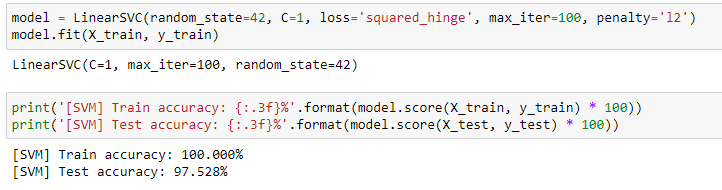 model = LinearSVC(random_state=42, C=1, loss='squared_hinge', max_iter=100, penalty='l2')
model.fit(X_train, y_train)
LinearSVC(C=1, max_iter=100, random_state=42)
print('[SVM] Train accuracy: {:.3f}%'.format(model.score(X_train, y_train) * 100))
print('[SVM] Test accuracy: {:.3f}%'.format(model.score(X_test, y_test) * 100))
[SVM] Train accuracy: 100.000%
[SVM] Test accuracy: 97.528%